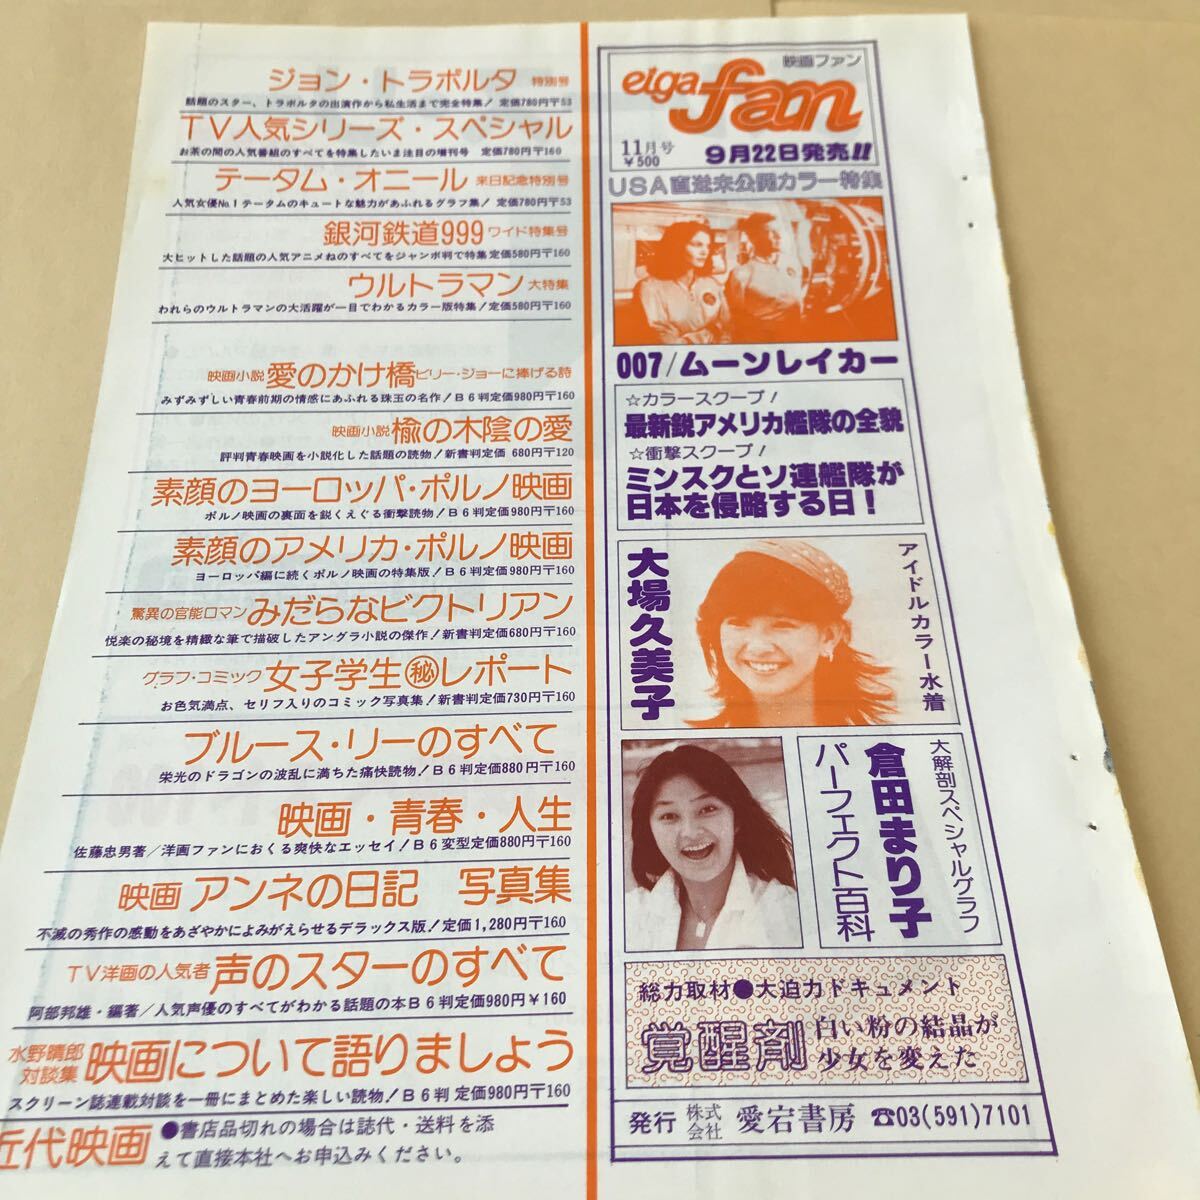 ジョン・トラボルタ 特別号
話題のスター、トラボルタの出演作から私生活まで完全特集！ 定価780円〒53
TV人気シリーズ・スペシャル
お茶の間の人気番組のすべてを特集したいま注目の増刊号 定価780円〒160
テータム・オニール 来日記念特別号
人気女優No.1テータムのキュートな魅力があふれるグラフ集！ 定価780円〒53
銀河鉄道999 ワイド特集号
大ヒットした話題の人気アニメねのすべてをジャンボ判で特集 定価580円〒160
ウルトラマン 大特集
われらのウルトラマンの大活躍が一目でわかるカラー版特集！定価580円〒160
映画小説 愛のかけ橋 ビリー・ジョーに捧げる詩
みずみずしい青春前期の情感にあふれる珠玉の名作！B6判定価980円〒160
映画小説 楡の木陰の愛
評判青春映画を小説化した話題の読物！新書判定価 680円〒120
素顔のヨーロッパ・ポルノ映画
ポルノ映画の裏面を鋭くえぐる衝撃読物！B6判定価980円〒160
素顔のアメリカ・ポルノ映画
ヨーロッパ編に続くポルノ映画の特集版！B6判定価980円〒160
驚異の官能ロマン みだらなビクトリアン
悦楽の秘境を精緻な筆で描破したアングラ小説の傑作！新書判定価680円〒160
グラフ・コミック 女子学生㊙レポート
お色気満点、セリフ入りのコミック写真集！新書判定価730円〒160
ブルース・リーのすべて
栄光のドラゴンの波乱に満ちた痛快読物！B6判定価880円〒160
映画・青春・人生
佐藤忠男著／洋画ファンにおくる爽快なエッセイ！B6変型定価880円〒160
映画 アンネの日記 写真集
不滅の秀作の感動をあざやかによみがえらせるデラックス版！定価1,280円〒160
TV洋画の人気者 声のスターのすべて
阿部邦雄・編著／人気声優のすべてがわかる話題の本B6判定価980円￥160
水野晴郎対談集 映画について語りましょう
スクリーン誌連載対談を一冊にまとめた楽しい読物！B6判 定価980円〒160
近代映画 ●書店品切れの場合は誌代・送料を添
えて直接本社へお申込みください。
映画ファン
eiga fan
11月号 ￥500 9月22日発売!!
USA直送未公開カラー特集
007/ムーンレイカー
☆カラースクープ！
最新鋭アメリカ艦隊の全貌
☆衝撃スクープ！
ミンスクとソ連艦隊が
日本を侵略する日！
アイドルカラー水着
大場久美子
大解剖スペシャルグラフ
倉田まり子
パーフェクト百科
総力取材●大迫力ドキュメント
覚醒剤 白い粉の結晶が
少女を変えた
発行 株式会社 愛宕書房 ☎03(591)7101